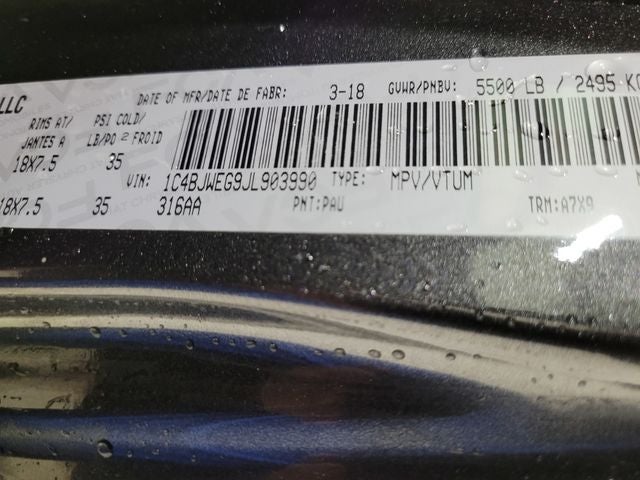 LLC DATE OF MFR/DATE DE FABR: 3-18 GVWR/PNBV: 5500 LB / 2495 KG
RIMS AT/ PSI COLD/
JANTES A LB/PO2 FROID
18X7.5 35
VIN: 1C4BJWEG9JL903990 TYPE: MPV/VTUM
18X7.5 35 316AA PNT:PAU TRM:A7X9